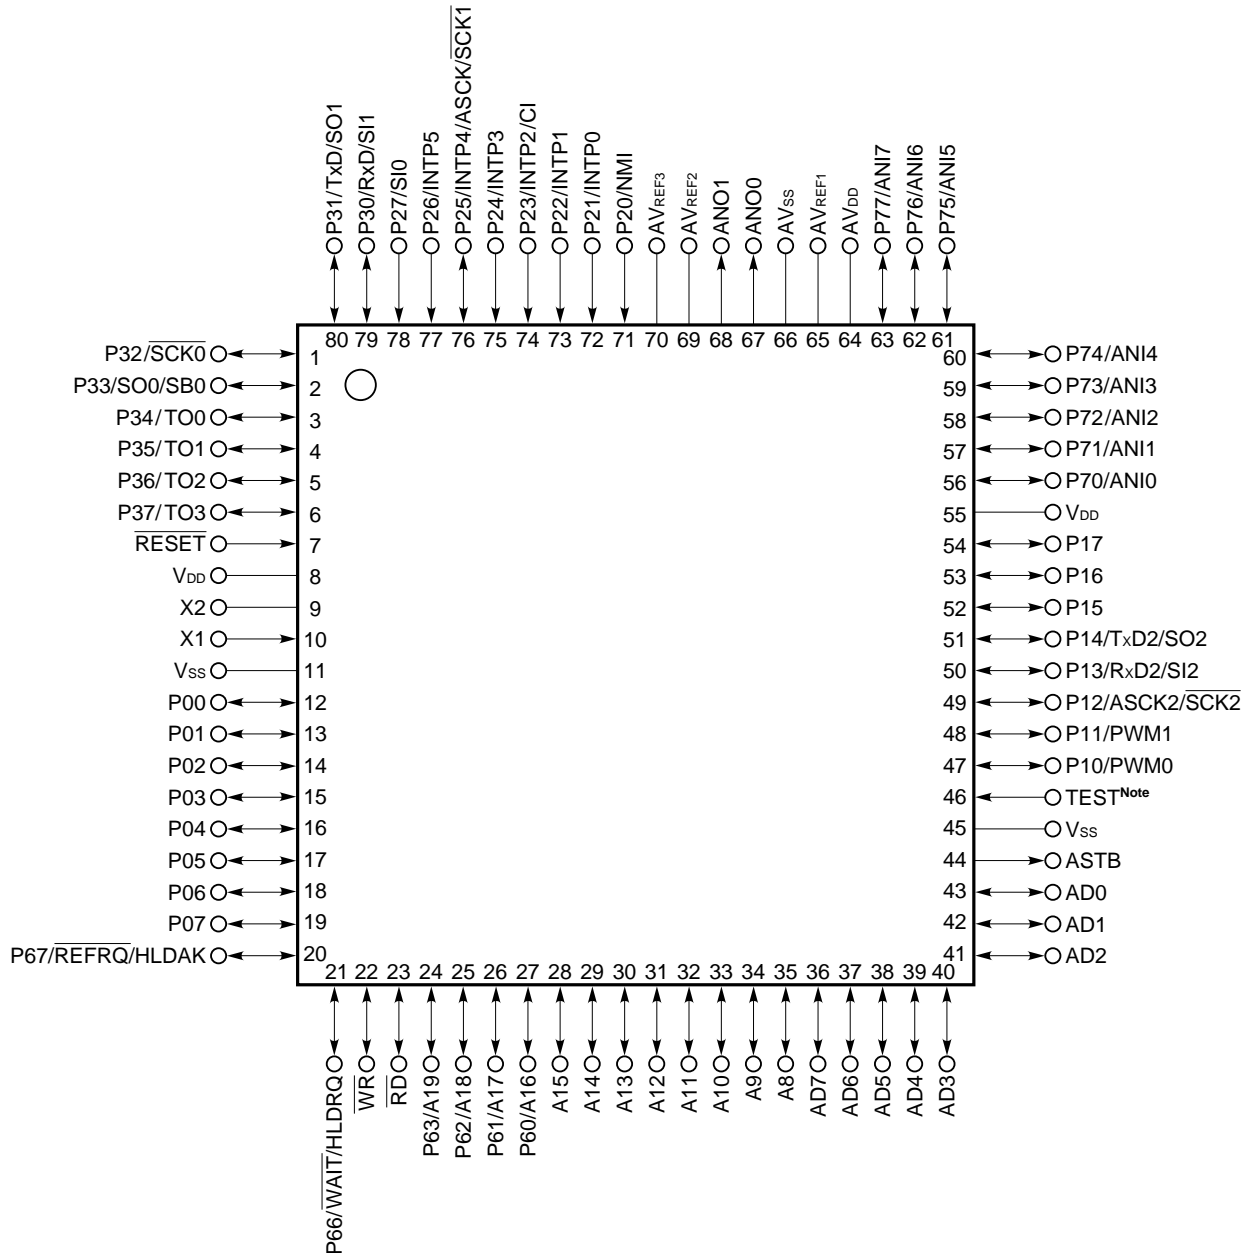 P31/TxD/SO1
P30/RxD/SI1
P27/SI0
P26/INTP5
P25/INTP4/ASCK/SCK1
P24/INTP3
P23/INTP2/CI
P22/INTP1
P21/INTP0
P20/NMI
AVREF3
AVREF2
ANO1
ANO0
AVSS
AVREF1
AVDD
P77/ANI7
P76/ANI6
P75/ANI5
80 79 78 77 76 75 74 73 72 71 70 69 68 67 66 65 64 63 62 61
P32/SCK0 1
P33/SO0/SB0 2
P34/TO0 3
P35/TO1 4
P36/TO2 5
P37/TO3 6
RESET 7
VDD 8
X2 9
X1 10
VSS 11
P00 12
P01 13
P02 14
P03 15
P04 16
P05 17
P06 18
P07 19
P67/REFRQ/HLDAK 20
60 P74/ANI4
59 P73/ANI3
58 P72/ANI2
57 P71/ANI1
56 P70/ANI0
55 VDD
54 P17
53 P16
52 P15
51 P14/TxD2/SO2
50 P13/RxD2/SI2
49 P12/ASCK2/SCK2
48 P11/PWM1
47 P10/PWM0
46 TESTNote
45 VSS
44 ASTB
43 AD0
42 AD1
41 AD2
21 22 23 24 25 26 27 28 29 30 31 32 33 34 35 36 37 38 39 40
P66/WAIT/HLDRQ
WR
RD
P63/A19
P62/A18
P61/A17
P60/A16
A15
A14
A13
A12
A11
A10
A9
A8
AD7
AD6
AD5
AD4
AD3